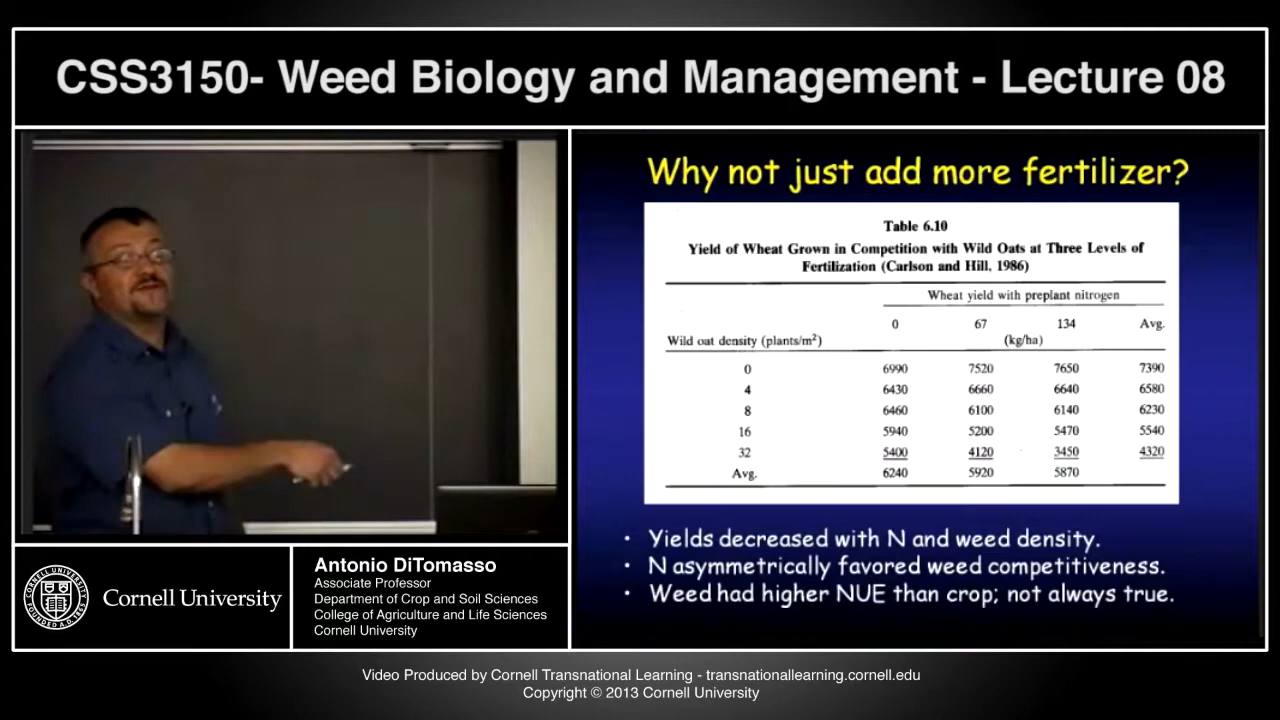 CSS3150- Weed Biology and Management - Lecture 08
Why not just add more fertilizer?
Table 6.10
Yield of Wheat Grown in Competition with Wild Oats at Three Levels of
Fertilization (Carlson and Hill, 1986)
Wheat yield with preplant nitrogen
0 67 134 Avg.
Wild oat density (plants/m²) (kg/ha)
0 6990 7520 7650 7390
4 6430 6660 6640 6580
8 6460 6100 6140 6230
16 5940 5200 5470 5540
32 5400 4120 3450 4320
Avg. 6240 5920 5870
• Yields decreased with N and weed density.
• N asymmetrically favored weed competitiveness.
• Weed had higher NUE than crop; not always true.
Cornell University
Antonio DiTomasso
Associate Professor
Department of Crop and Soil Sciences
College of Agriculture and Life Sciences
Cornell University
Video Produced by Cornell Transnational Learning - transnationallearning.cornell.edu
Copyright © 2013 Cornell University